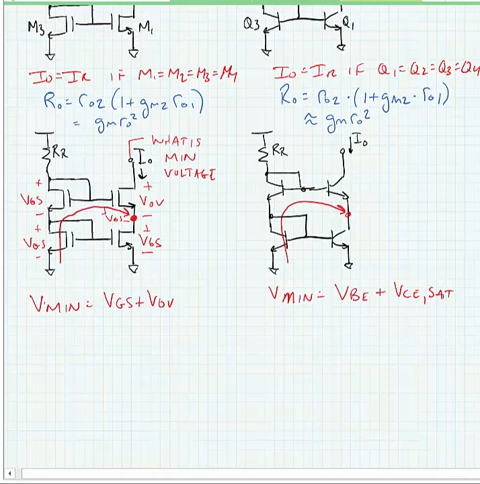 M3
M1
Io = IR IF M1 = M2 = M3 = M4
Ro = ro2 (1 + gm2 ro1)
≈ gm ro²
RR
WHAT IS
MIN
VOLTAGE
Io
+
VGS
−
+
VOV
−
VGS
+
VGS
−
+
VGS
−
VMIN = VGS + VOV
Q3
Q1
Io = IR IF Q1 = Q2 = Q3 = Q4
Ro = ro2 · (1 + gm2 · ro1)
≈ gm ro²
RR
Io
VMIN = VBE + VCE,SAT